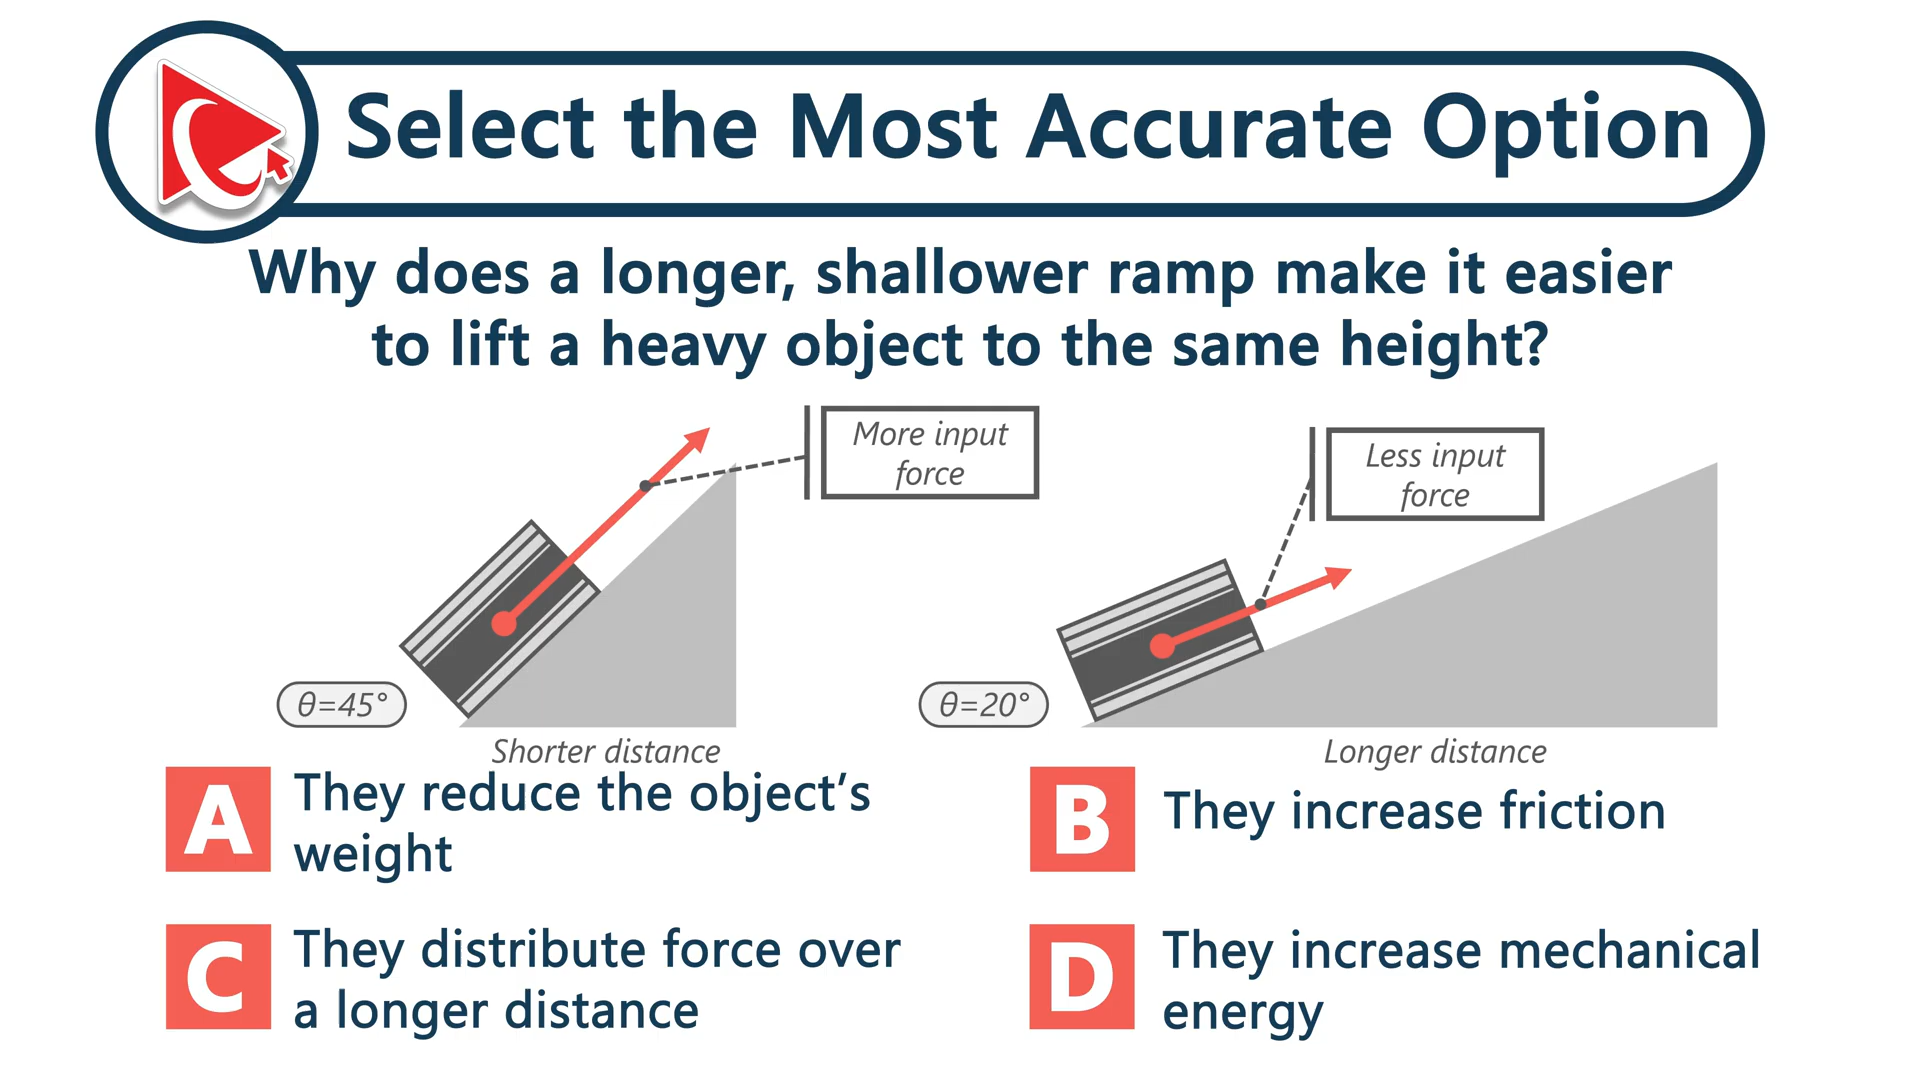 Select the Most Accurate Option
Why does a longer, shallower ramp make it easier
to lift a heavy object to the same height?
More input
force
Less input
force
θ=45°
θ=20°
Shorter distance
Longer distance
A
They reduce the object’s
weight
B
They increase friction
C
They distribute force over
a longer distance
D
They increase mechanical
energy